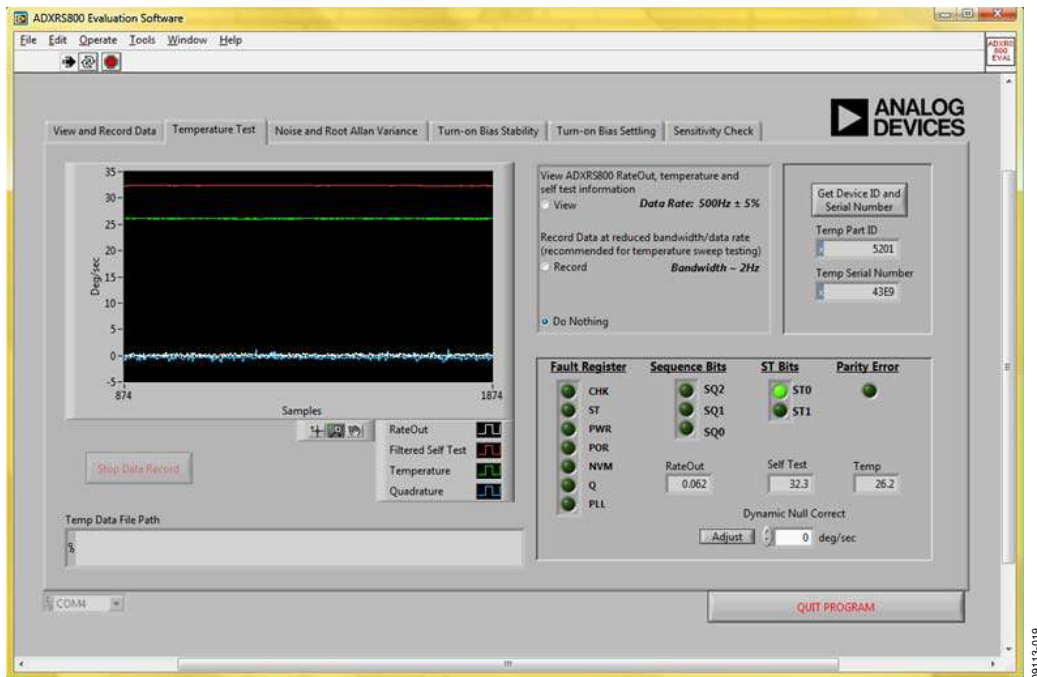 ADXRS800 Evaluation Software
File Edit Operate Tools Window Help
ADXRS
800
EVAL
ANALOG
DEVICES
View and Record Data
Temperature Test
Noise and Root Allan Variance
Turn-on Bias Stability
Turn-on Bias Settling
Sensitivity Check
35
30
25
20
15
10
5
0
-5
Deg/sec
874
1874
Samples
RateOut
Filtered Self Test
Temperature
Quadrature
Stop Data Record
Temp Data File Path
View ADXRS800 RateOut, temperature and
self test information
View
Data Rate: 500Hz ± 5%
Record Data at reduced bandwidth/data rate
(recommended for temperature sweep testing)
Record
Bandwidth ~ 2Hz
Do Nothing
Get Device ID and
Serial Number
Temp Part ID
x 5201
Temp Serial Number
x 43E9
Fault Register
CHK
ST
PWR
POR
NVM
Q
PLL
Sequence Bits
SQ2
SQ1
SQ0
ST Bits
ST0
ST1
Parity Error
RateOut
0.062
Self Test
32.3
Temp
26.2
Dynamic Null Correct
Adjust
0 deg/sec
COM4
QUIT PROGRAM
09113-019